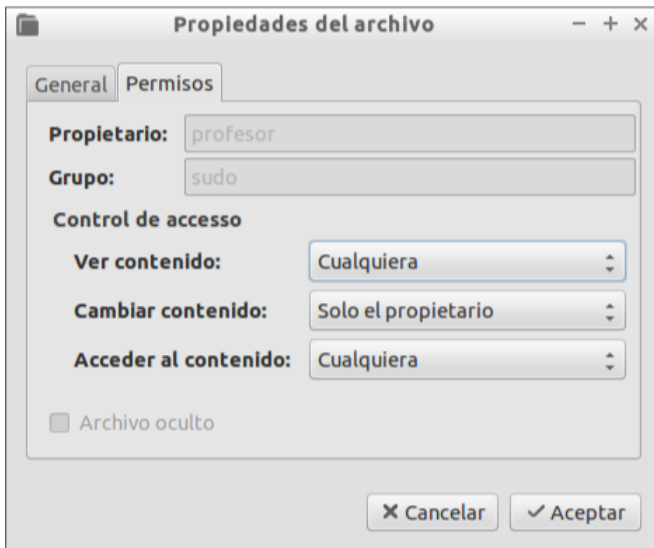 Propiedades del archivo
General Permisos
Propietario: profesor
Grupo: sudo
Control de accesso
Ver contenido: Cualquiera
Cambiar contenido: Solo el propietario
Acceder al contenido: Cualquiera
Archivo oculto
Cancelar Aceptar